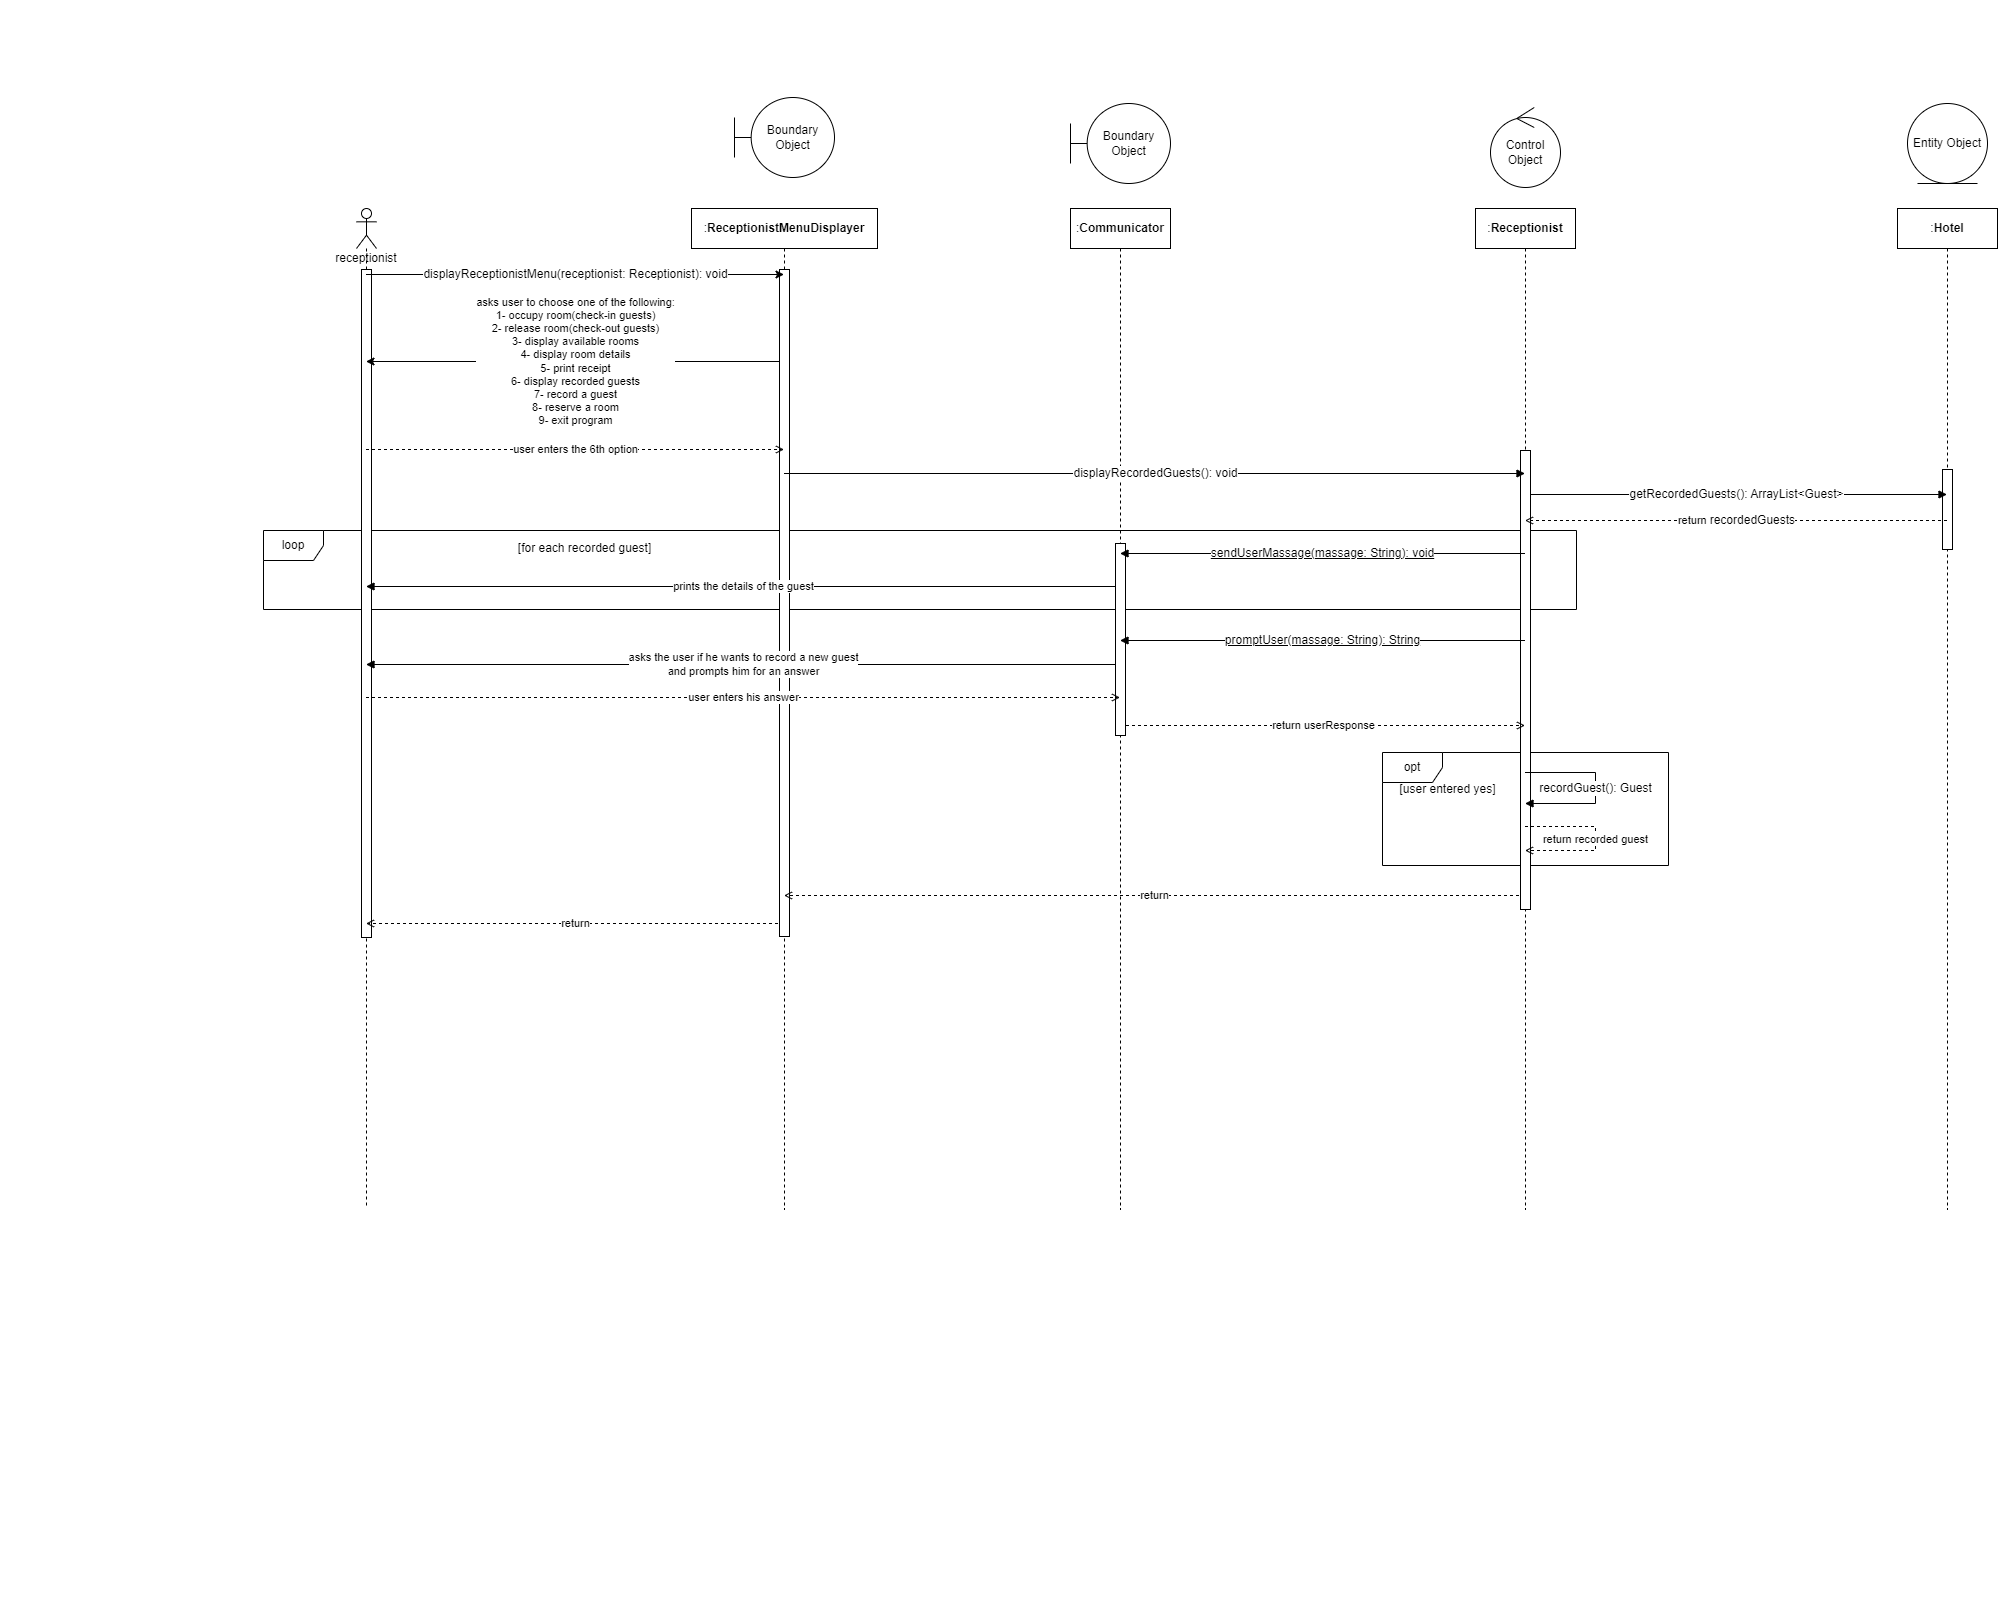 Boundary
Object
Boundary
Object
Control
Object
Entity Object
receptionist
:ReceptionistMenuDisplayer
:Communicator
:Receptionist
:Hotel
displayReceptionistMenu(receptionist: Receptionist): void
asks user to choose one of the following:
1- occupy room(check-in guests)
2- release room(check-out guests)
3- display available rooms
4- display room details
5- print receipt
6- display recorded guests
7- record a guest
8- reserve a room
9- exit program
user enters the 6th option
displayRecordedGuests(): void
getRecordedGuests(): ArrayList<Guest>
return recordedGuests
loop
[for each recorded guest]
sendUserMassage(massage: String): void
prints the details of the guest
promptUser(massage: String): String
asks the user if he wants to record a new guest
and prompts him for an answer
user enters his answer
return userResponse
opt
[user entered yes]
recordGuest(): Guest
return recorded guest
return
return